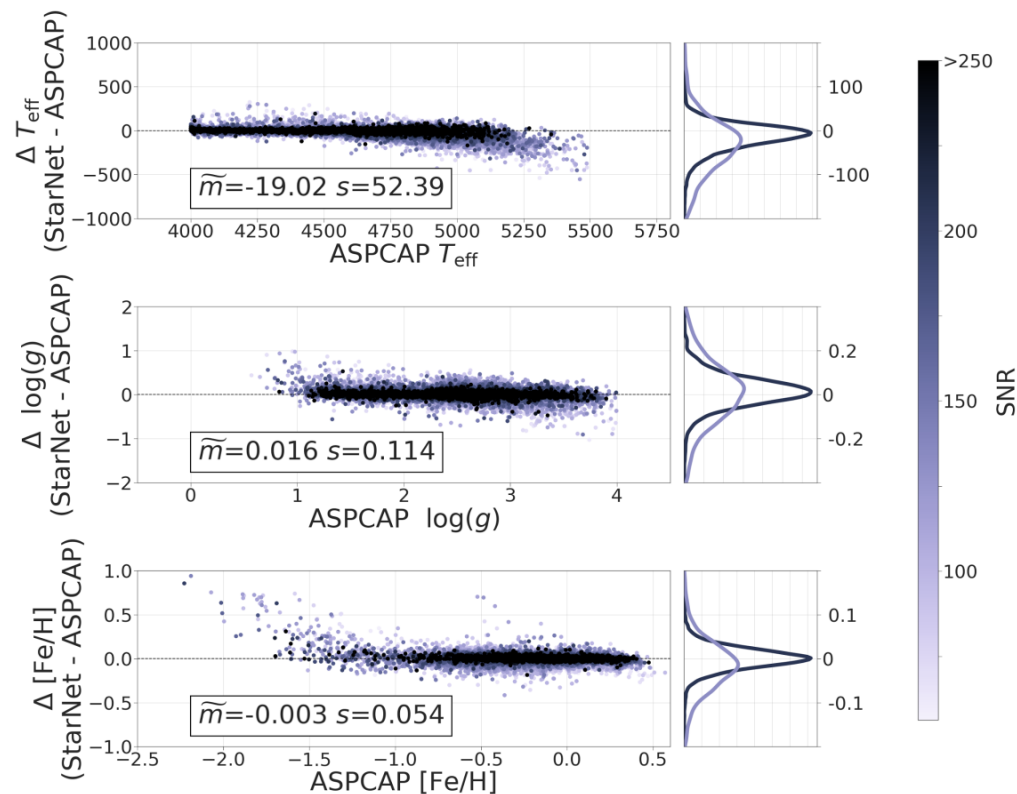 Δ T_eff
(StarNet - ASPCAP)
1000
500
0
−500
−1000
m̃=-19.02 s=52.39
4000 4250 4500 4750 5000 5250 5500 5750
ASPCAP T_eff
100
0
-100
Δ log(g)
(StarNet - ASPCAP)
2
1
0
−1
−2
m̃=0.016 s=0.114
0 1 2 3 4
ASPCAP log(g)
0.2
0
-0.2
Δ [Fe/H]
(StarNet - ASPCAP)
1.0
0.5
0.0
−0.5
−1.0
m̃=-0.003 s=0.054
−2.5 −2.0 −1.5 −1.0 −0.5 0.0 0.5
ASPCAP [Fe/H]
0.1
0
-0.1
>250
200
150
100
SNR